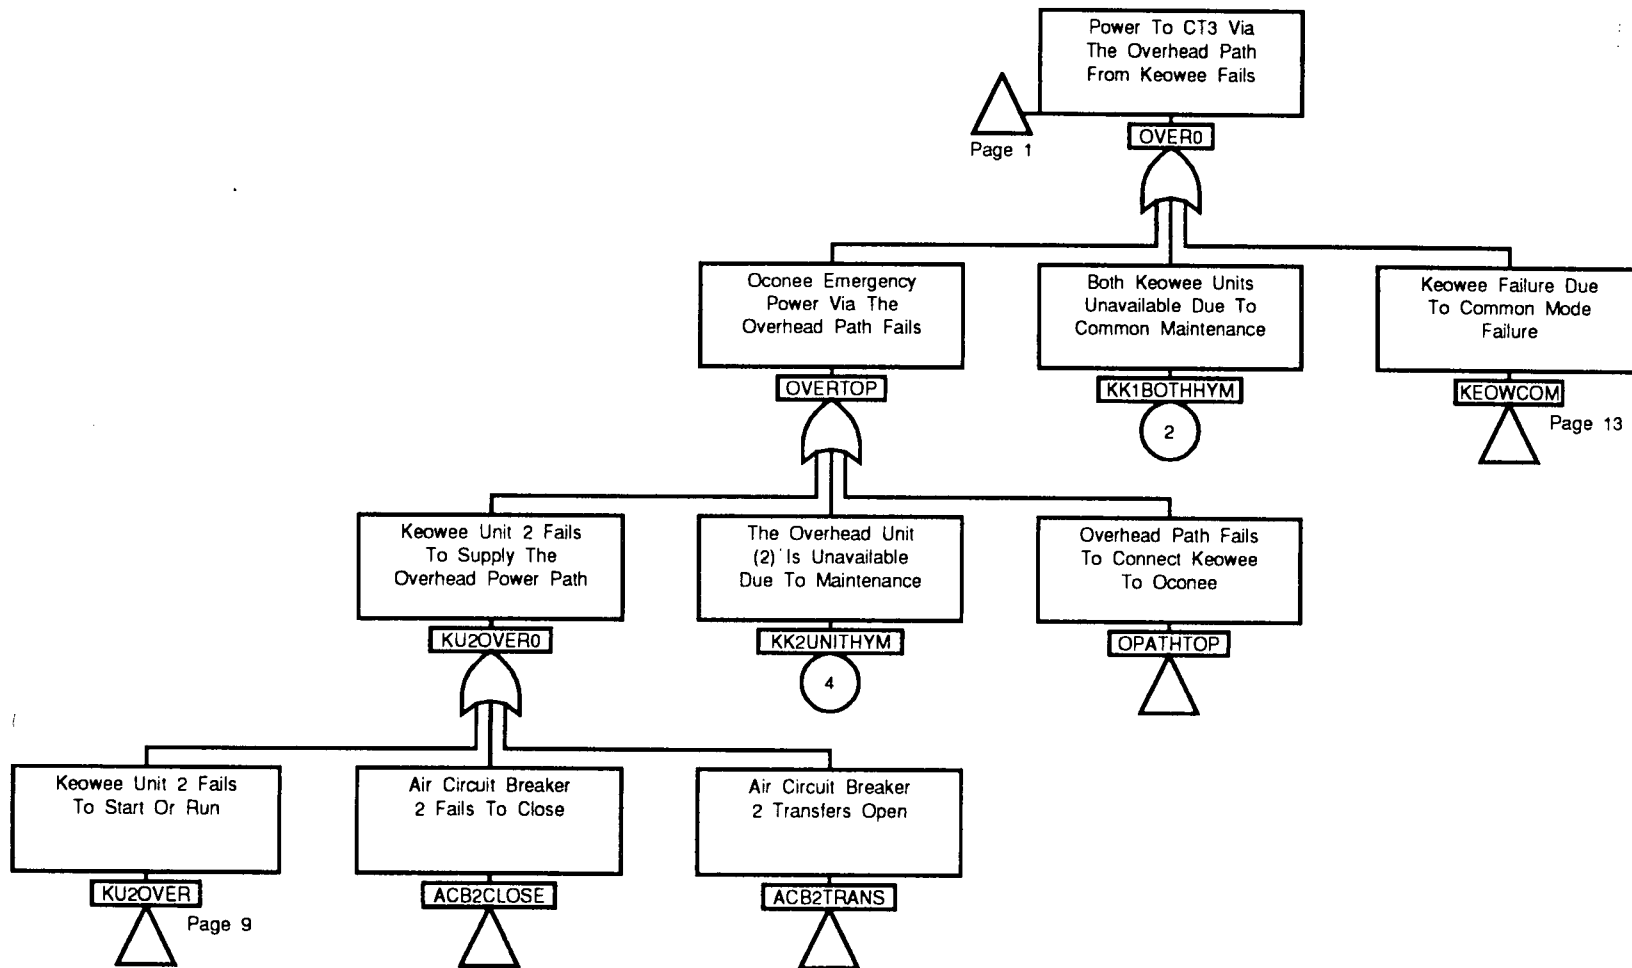 Power To CT3 Via
The Overhead Path
From Keowee Fails
Page 1
OVER0
Oconee Emergency
Power Via The
Overhead Path Fails
OVERTOP
Both Keowee Units
Unavailable Due To
Common Maintenance
KK1BOTHHYM
2
Keowee Failure Due
To Common Mode
Failure
KEOWCOM
Page 13
Keowee Unit 2 Fails
To Supply The
Overhead Power Path
KU2OVER0
The Overhead Unit
(2) Is Unavailable
Due To Maintenance
KK2UNITHYM
4
Overhead Path Fails
To Connect Keowee
To Oconee
OPATHTOP
Keowee Unit 2 Fails
To Start Or Run
KU2OVER
Page 9
Air Circuit Breaker
2 Fails To Close
ACB2CLOSE
Air Circuit Breaker
2 Transfers Open
ACB2TRANS